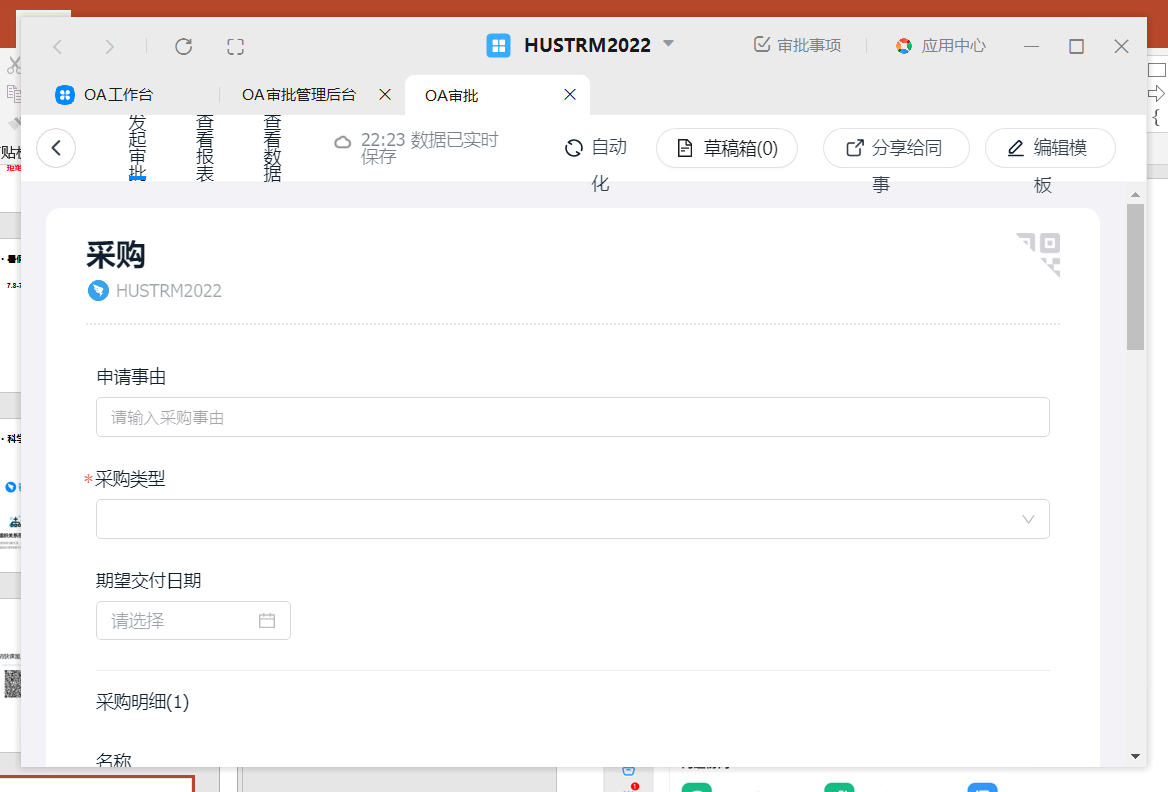 HUSTRM2022
审批事项
应用中心
OA工作台
OA审批管理后台
OA审批
发起审批
查看报表
查看数据
22:23 数据已实时
保存
自动
化
草稿箱(0)
分享给同
事
编辑模
板
采购
HUSTRM2022
申请事由
请输入采购事由
*采购类型
期望交付日期
请选择
采购明细(1)
名称